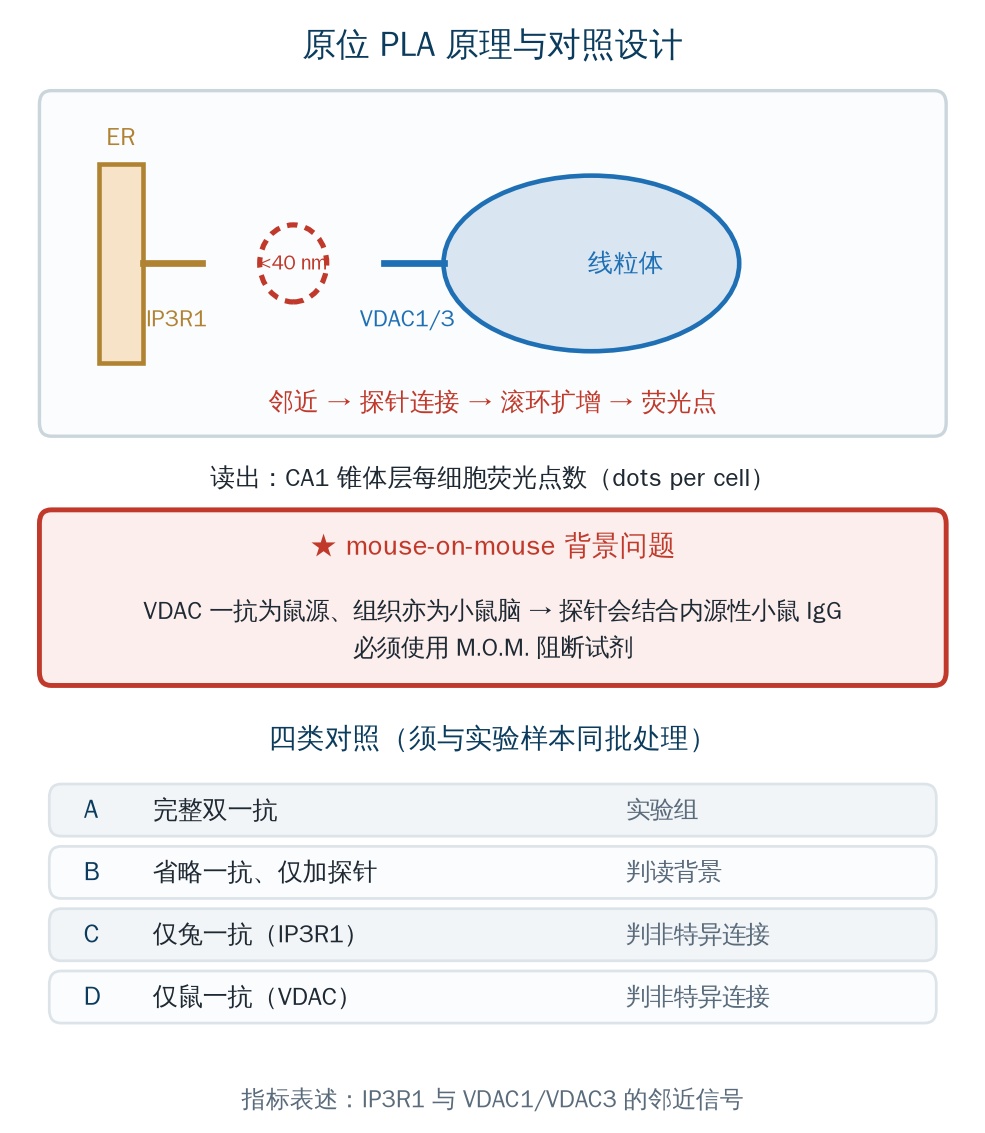 原位 PLA 原理与对照设计
ER
<40 nm
线粒体
IP3R1
VDAC1/3
邻近 → 探针连接 → 滚环扩增 → 荧光点
读出：CA1 锥体层每细胞荧光点数（dots per cell）
★ mouse-on-mouse 背景问题
VDAC 一抗为鼠源、组织亦为小鼠脑 → 探针会结合内源性小鼠 IgG
必须使用 M.O.M. 阻断试剂
四类对照（须与实验样本同批处理）
A 完整双一抗 实验组
B 省略一抗、仅加探针 判读背景
C 仅兔一抗（IP3R1） 判非特异连接
D 仅鼠一抗（VDAC） 判非特异连接
指标表述：IP3R1 与 VDAC1/VDAC3 的邻近信号